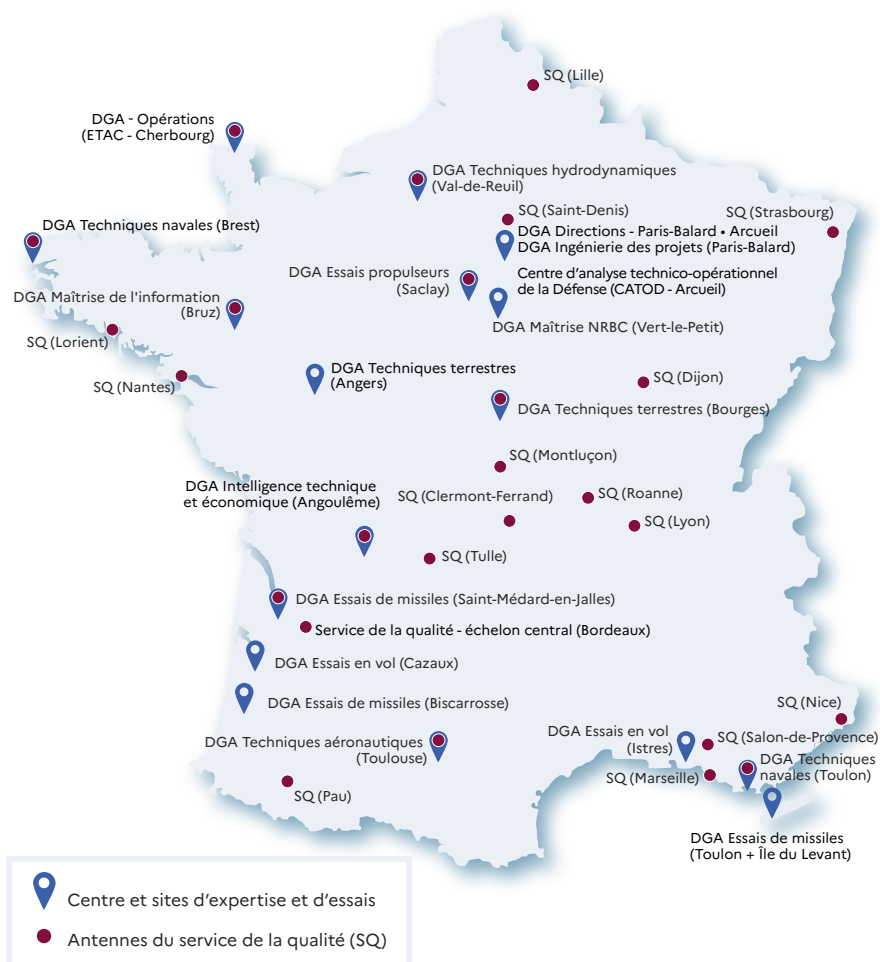 SQ (Lille)
DGA - Opérations
(ETAC - Cherbourg)
DGA Techniques hydrodynamiques
(Val-de-Reuil)
SQ (Saint-Denis)
SQ (Strasbourg)
DGA Techniques navales (Brest)
DGA Directions - Paris-Balard • Arcueil
DGA Ingénierie des projets (Paris-Balard)
DGA Essais propulseurs
(Saclay)
Centre d'analyse technico-opérationnel
de la Défense (CATOD - Arcueil)
DGA Maîtrise de l'information
(Bruz)
DGA Maîtrise NRBC (Vert-le-Petit)
SQ (Lorient)
DGA Techniques terrestres
(Angers)
SQ (Nantes)
SQ (Dijon)
DGA Techniques terrestres (Bourges)
SQ (Montluçon)
DGA Intelligence technique
et économique (Angoulême)
SQ (Clermont-Ferrand)
SQ (Roanne)
SQ (Lyon)
SQ (Tulle)
DGA Essais de missiles (Saint-Médard-en-Jalles)
Service de la qualité - échelon central (Bordeaux)
DGA Essais en vol (Cazaux)
DGA Essais de missiles (Biscarrosse)
SQ (Nice)
DGA Techniques aéronautiques
(Toulouse)
DGA Essais en vol
(Istres)
SQ (Salon-de-Provence)
SQ (Marseille)
DGA Techniques
navales (Toulon)
SQ (Pau)
DGA Essais de missiles
(Toulon + Île du Levant)
Centre et sites d'expertise et d'essais
Antennes du service de la qualité (SQ)